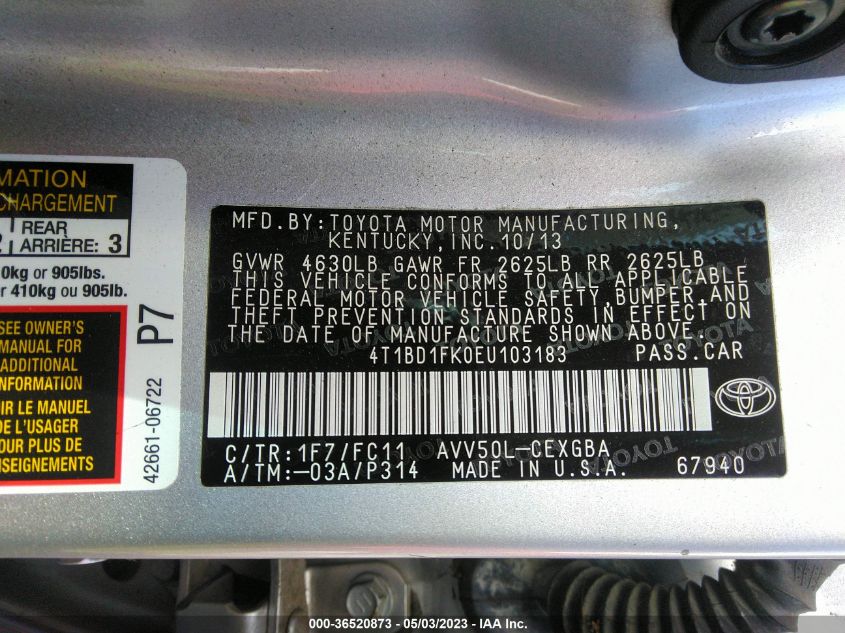 MATION
CHARGEMENT
REAR
ARRIÈRE: 3
0kg or 905lbs.
r 410kg ou 905lb.
SEE OWNER'S
MANUAL FOR
ADDITIONAL
INFORMATION
IR LE MANUEL
DE L'USAGER
POUR PLUS DE
NSEIGNEMENTS
P7
42661-06722
MFD.BY:TOYOTA MOTOR MANUFACTURING,
KENTUCKY,INC.10/13
GVWR 4630LB GAWR FR 2625LB RR 2625LB
THIS VEHICLE CONFORMS TO ALL APPLICABLE
FEDERAL MOTOR VEHICLE SAFETY,BUMPER,AND
THEFT PREVENTION STANDARDS IN EFFECT ON
THE DATE OF MANUFACTURE SHOWN ABOVE.
4T1BD1FK0EU103183 PASS.CAR
C/TR:1F7/FC11 AVV50L-CEXGBA
A/TM:-03A/P314 MADE IN U.S.A. 67940
000-36520873 - 05/03/2023 - IAA Inc.